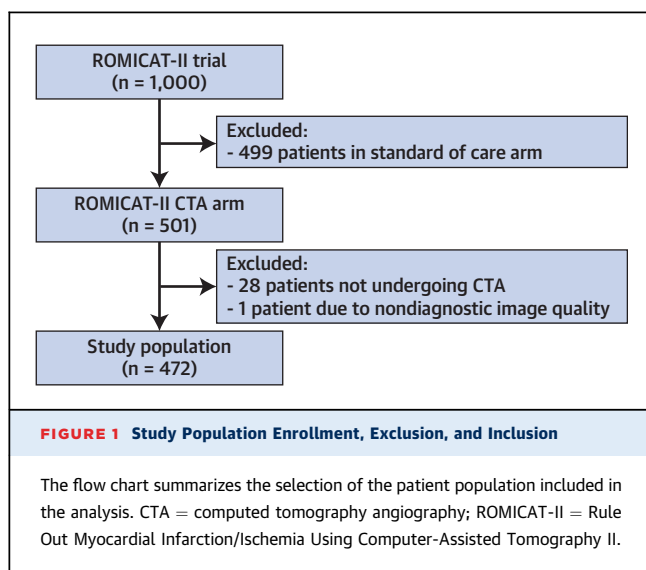 ROMICAT-II trial
(n = 1,000)
Excluded:
- 499 patients in standard of care arm
ROMICAT-II CTA arm
(n = 501)
Excluded:
- 28 patients not undergoing CTA
- 1 patient due to nondiagnostic image quality
Study population
(n = 472)
FIGURE 1 Study Population Enrollment, Exclusion, and Inclusion
The flow chart summarizes the selection of the patient population included in
the analysis. CTA = computed tomography angiography; ROMICAT-II = Rule
Out Myocardial Infarction/Ischemia Using Computer-Assisted Tomography II.